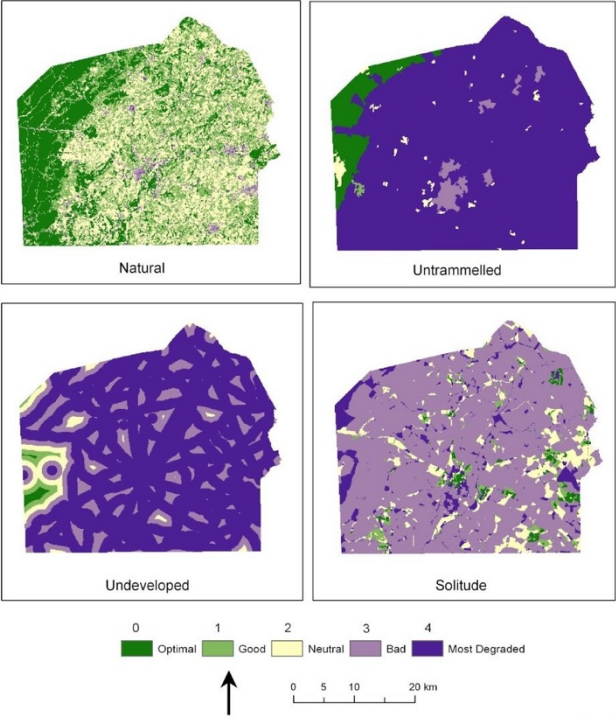 Natural
Untrammelled
Undeveloped
Solitude
0 1 2 3 4
Optimal Good Neutral Bad Most Degraded
0 5 10 20 km